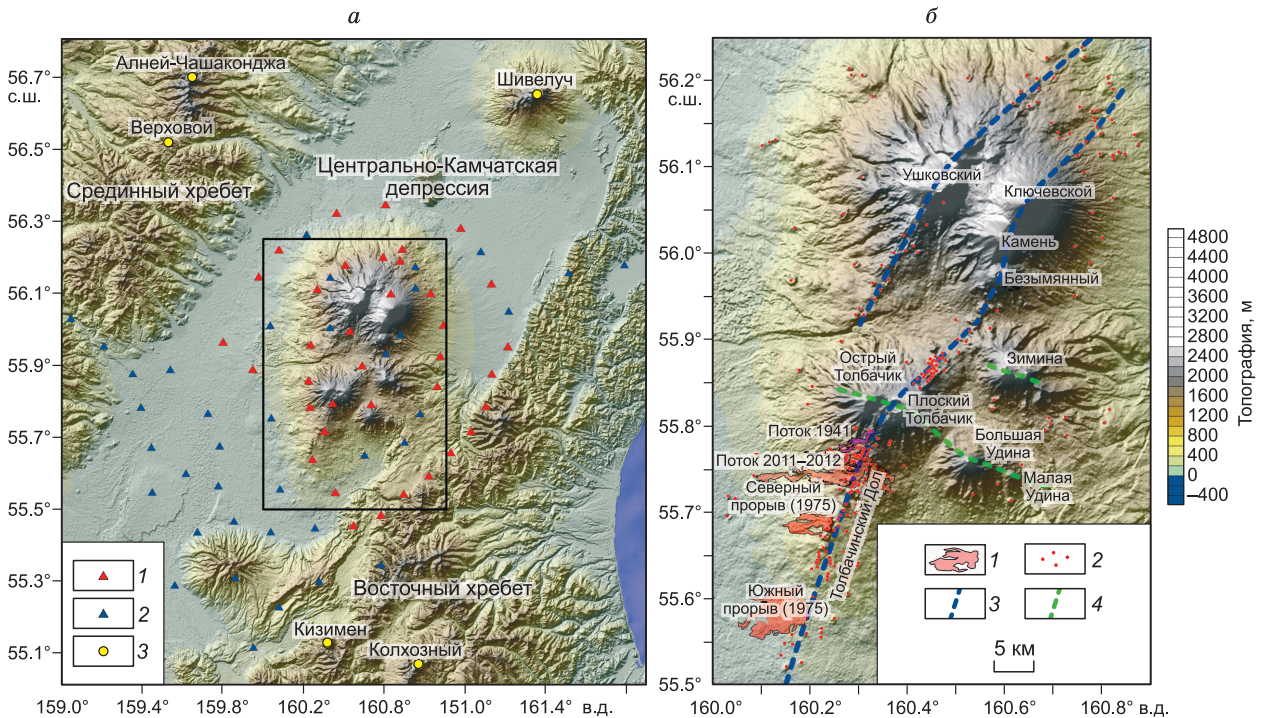 а
56.7°
с.ш.
56.5°
56.3°
56.1°
55.9°
55.7°
55.5°
55.3°
55.1°
159.0°
159.4°
159.8°
160.2°
160.8°
151.0°
161.4°
в.д.
Алней-Чашаконджа
Шивелуч
Верховой
Центрально-Камчатская
депрессия
Срединный хребет
Восточный хребет
Кизимен
Колхозный
1
2
3
б
56.2°
с.ш.
56.1°
56.0°
55.9°
55.8°
55.7°
55.6°
55.5°
160.0°
160.2°
160.4°
160.6°
160.8°
в.д.
Ушковский
Ключевской
Камень
Безымянный
Острый
Толбачик
Зимина
Плоский
Толбачик
Поток 1941
Большая
Удина
Поток 2011–2012
Малая
Удина
Северный
прорыв (1975)
Толбачинский Дол
Южный
прорыв (1975)
1
2
3
4
5 км
4800
4400
4000
3600
3200
2800
2400
2000
1600
1200
800
400
0
–400
Топография, м